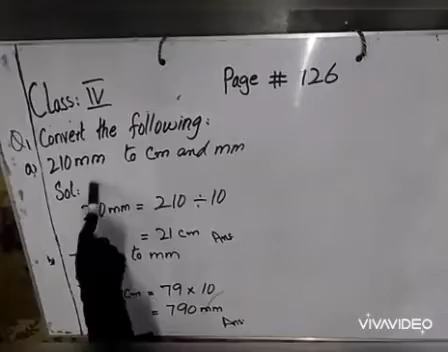 Page # 126
Class: IV
Q1 Convert the following:
a) 210mm to cm and mm
Sol:
mm = 210 ÷ 10
= 21 cm Ans
b) to mm
cm = 79 × 10
= 790 mm
Ans
VIVAVIDEO